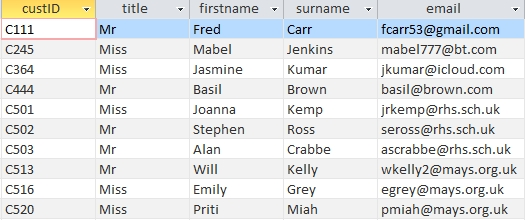 custID title firstname surname email
C111 Mr Fred Carr fcarr53@gmail.com
C245 Miss Mabel Jenkins mabel777@bt.com
C364 Miss Jasmine Kumar jkumar@icloud.com
C444 Mr Basil Brown basil@brown.com
C501 Miss Joanna Kemp jrkemp@rhs.sch.uk
C502 Mr Stephen Ross seross@rhs.sch.uk
C503 Mr Alan Crabbe ascrabbe@rhs.sch.uk
C513 Mr Will Kelly wkelly2@mays.org.uk
C516 Miss Emily Grey egrey@mays.org.uk
C520 Miss Priti Miah pmiah@mays.org.uk